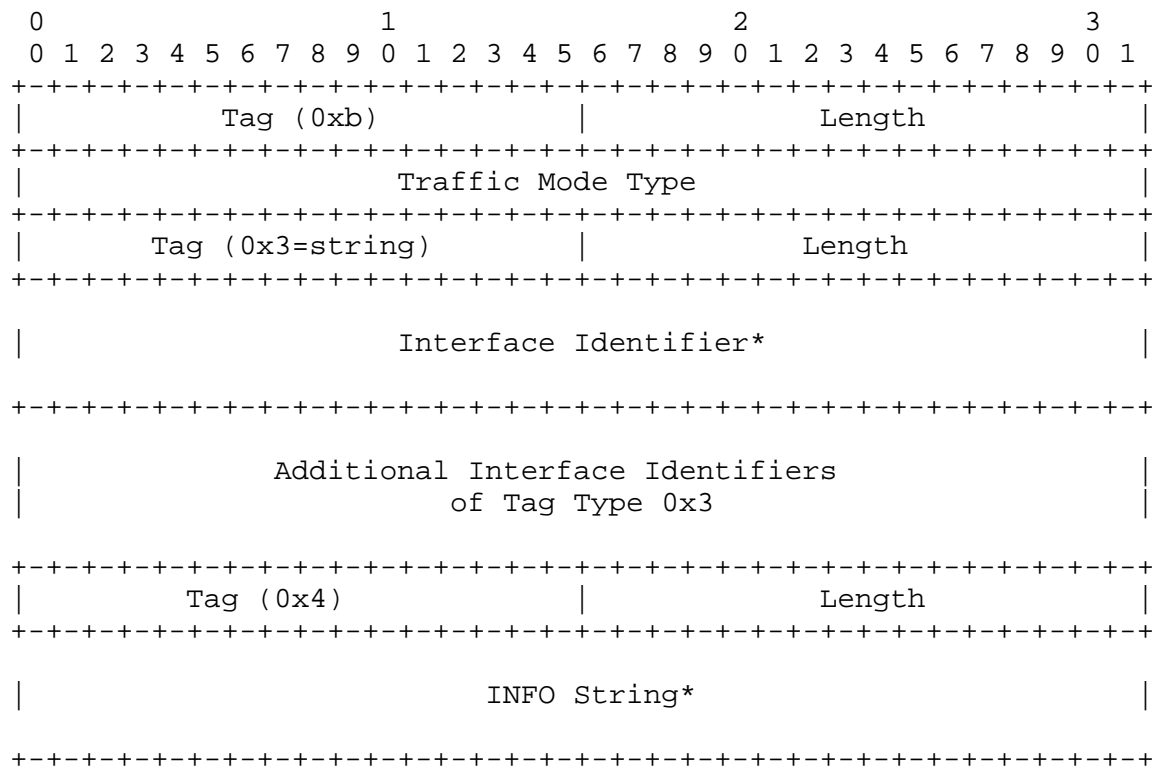 0                   1                   2                   3
 0 1 2 3 4 5 6 7 8 9 0 1 2 3 4 5 6 7 8 9 0 1 2 3 4 5 6 7 8 9 0 1
+-+-+-+-+-+-+-+-+-+-+-+-+-+-+-+-+-+-+-+-+-+-+-+-+-+-+-+-+-+-+-+-+
|           Tag (0xb)           |             Length            |
+-+-+-+-+-+-+-+-+-+-+-+-+-+-+-+-+-+-+-+-+-+-+-+-+-+-+-+-+-+-+-+-+
|                     Traffic Mode Type                         |
+-+-+-+-+-+-+-+-+-+-+-+-+-+-+-+-+-+-+-+-+-+-+-+-+-+-+-+-+-+-+-+-+
|       Tag (0x3=string)        |            Length             |
+-+-+-+-+-+-+-+-+-+-+-+-+-+-+-+-+-+-+-+-+-+-+-+-+-+-+-+-+-+-+-+-+
|                     Interface Identifier*                     |
+-+-+-+-+-+-+-+-+-+-+-+-+-+-+-+-+-+-+-+-+-+-+-+-+-+-+-+-+-+-+-+-+
|              Additional Interface Identifiers                 |
|                        of Tag Type 0x3                        |
+-+-+-+-+-+-+-+-+-+-+-+-+-+-+-+-+-+-+-+-+-+-+-+-+-+-+-+-+-+-+-+-+
|         Tag (0x4)             |             Length            |
+-+-+-+-+-+-+-+-+-+-+-+-+-+-+-+-+-+-+-+-+-+-+-+-+-+-+-+-+-+-+-+-+
|                          INFO String*                         |
+-+-+-+-+-+-+-+-+-+-+-+-+-+-+-+-+-+-+-+-+-+-+-+-+-+-+-+-+-+-+-+-+